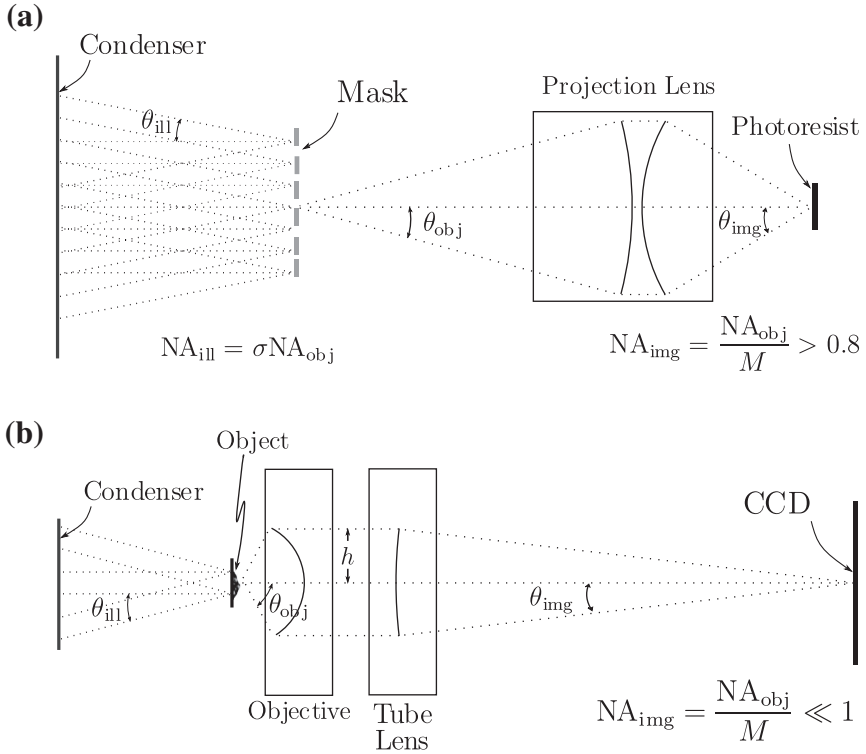 (a)
Condenser
θill
Mask
θobj
Projection Lens
θimg
Photoresist
NAill = σNAobj
NAimg = NAobj / M > 0.8
(b)
Object
Condenser
θill
θobj
h
Objective
Tube
Lens
θimg
CCD
NAimg = NAobj / M ≪ 1